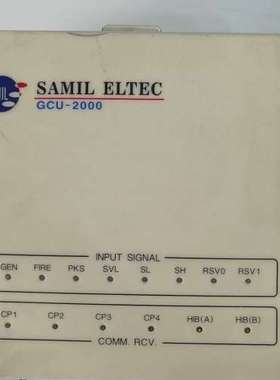 SAMIL ELTEC
GCU-2000
INPUT SIGNAL
GEN FIRE PKS SVL SL SH RSV0 RSV1
CP1 CP2 CP3 CP4 HIB(A) HIB(B)
COMM. RCV.